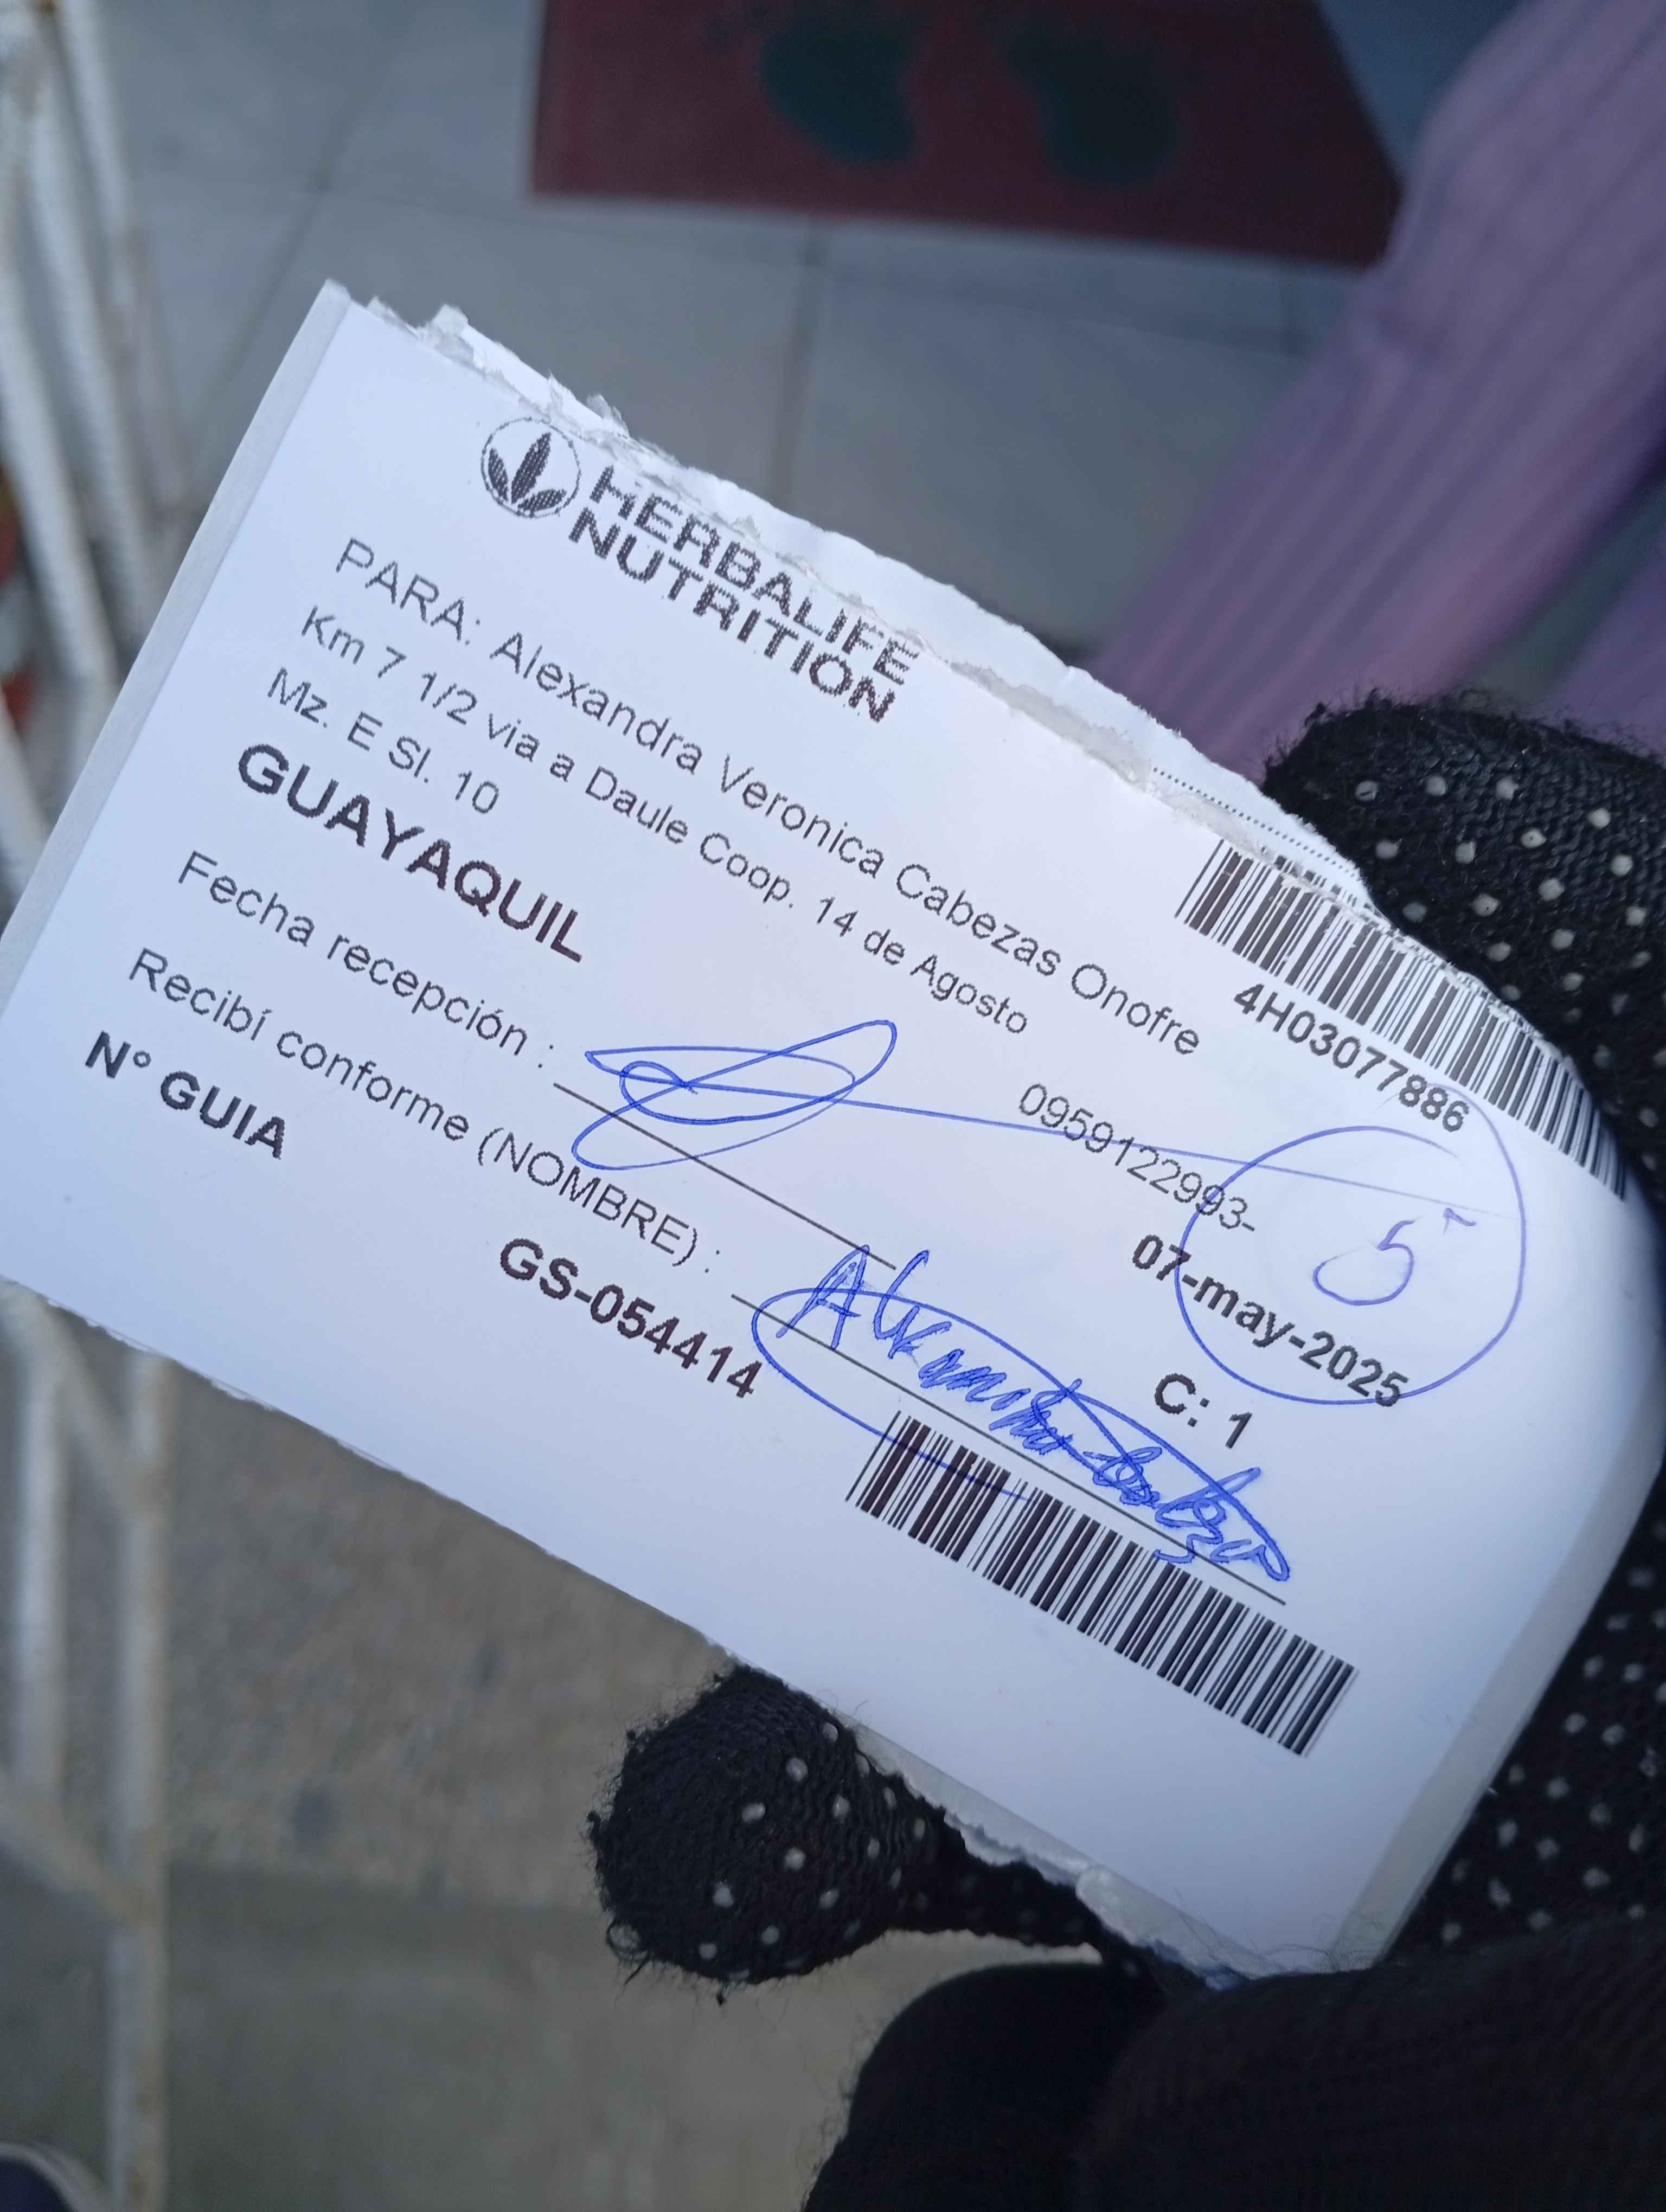 HERBALIFE
NUTRITION
4H03077886
PARA: Alexandra Veronica Cabezas Onofre
Km 7 1/2 via a Daule Coop. 14 de Agosto
Mz. E Sl. 10
0959122993-
GUAYAQUIL
07-may-2025
5
Fecha recepción :
C: 1
Recibí conforme (NOMBRE) :
N° GUIA
GS-054414